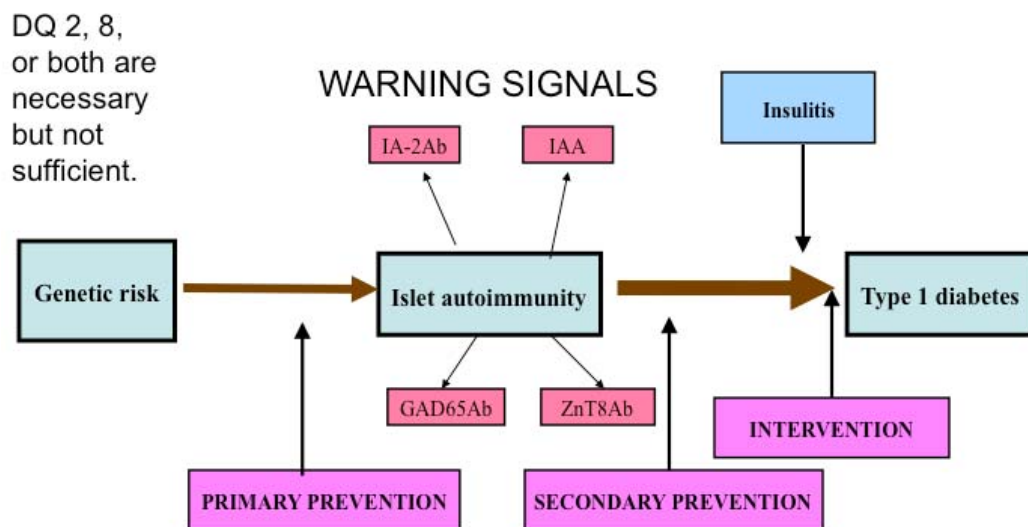 DQ 2, 8,
or both are
necessary
but not
sufficient.
WARNING SIGNALS
Insulitis
IA-2Ab
IAA
Genetic risk
Islet autoimmunity
Type 1 diabetes
GAD65Ab
ZnT8Ab
INTERVENTION
PRIMARY PREVENTION
SECONDARY PREVENTION